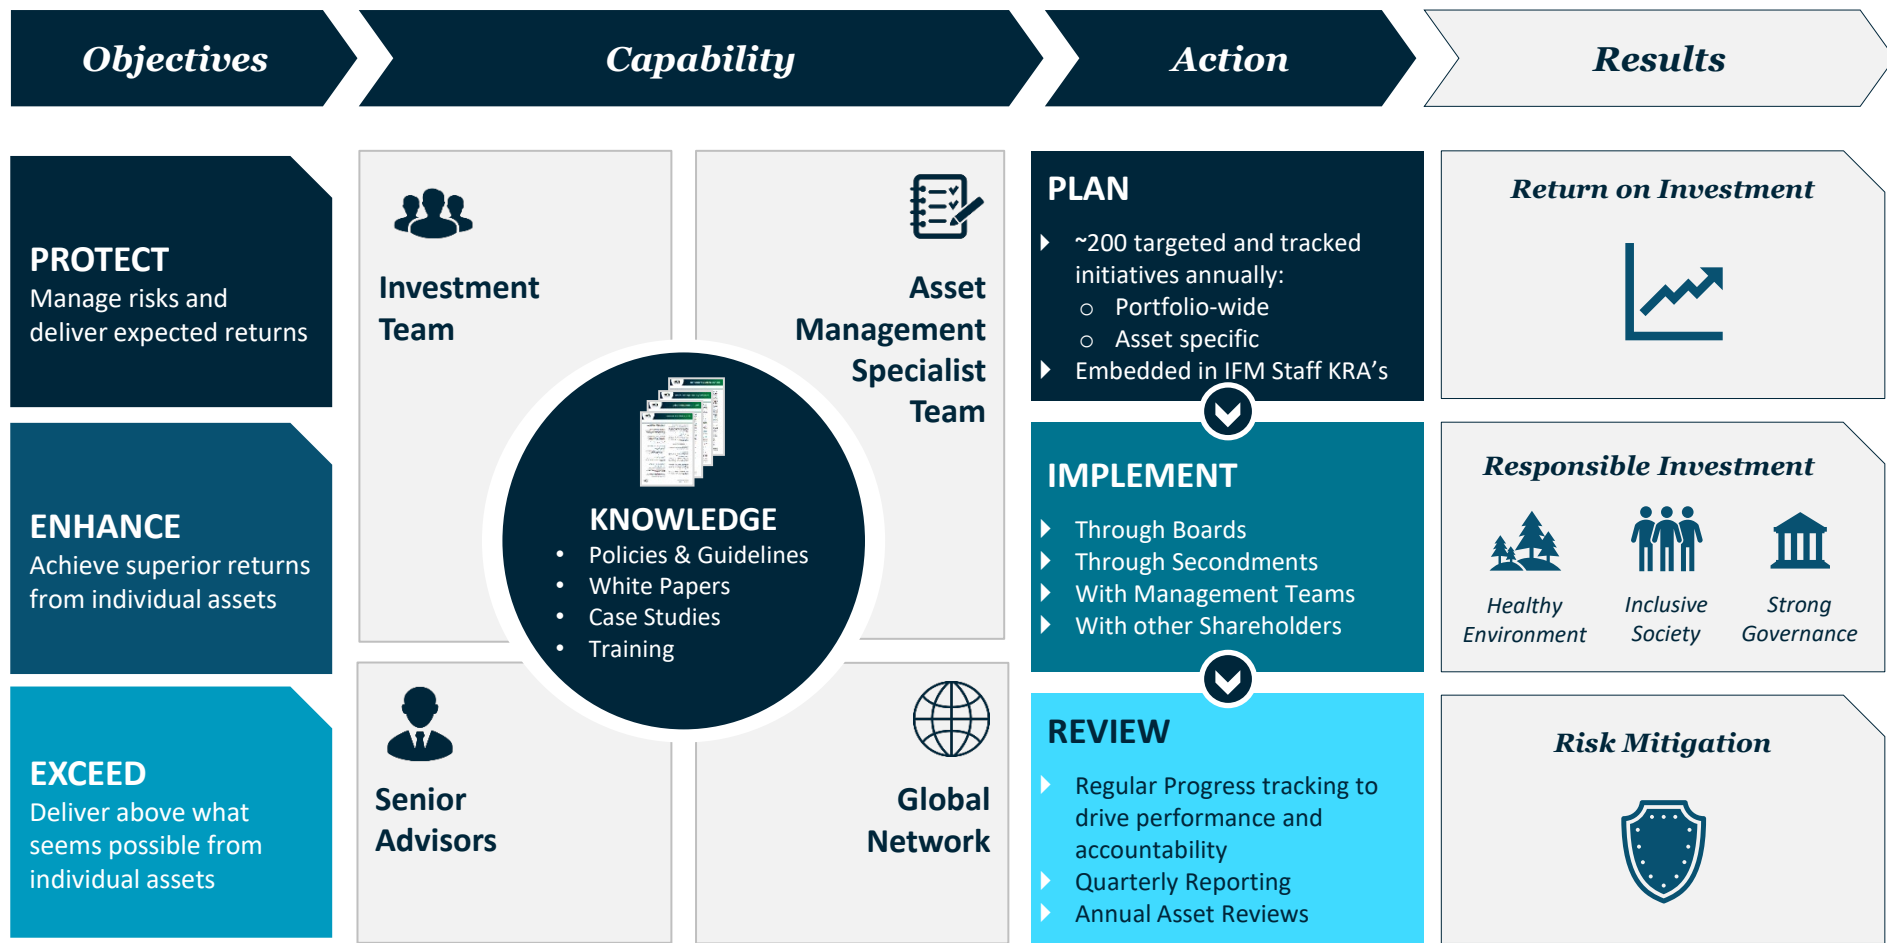 Objectives
Capability
Action
Results
PROTECT
Manage risks and
deliver expected returns
ENHANCE
Achieve superior returns
from individual assets
EXCEED
Deliver above what
seems possible from
individual assets
Investment
Team
Asset
Management
Specialist
Team
KNOWLEDGE
• Policies & Guidelines
• White Papers
• Case Studies
• Training
Senior
Advisors
Global
Network
PLAN
~200 targeted and tracked
initiatives annually:
o Portfolio-wide
o Asset specific
Embedded in IFM Staff KRA's
IMPLEMENT
Through Boards
Through Secondments
With Management Teams
With other Shareholders
REVIEW
Regular Progress tracking to
drive performance and
accountability
Quarterly Reporting
Annual Asset Reviews
Return on Investment
Responsible Investment
Healthy
Environment
Inclusive
Society
Strong
Governance
Risk Mitigation